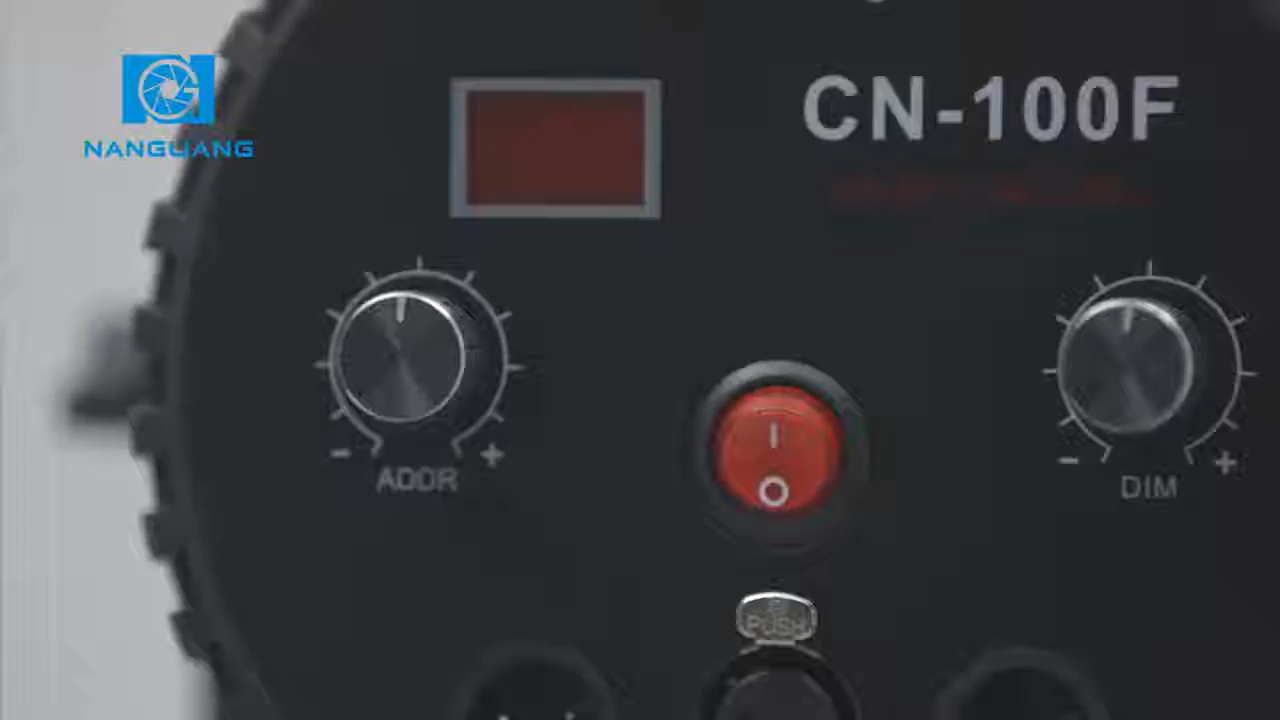 NANGUANG
CN-100F
- +
ADDR
I
O
- +
DIM
PUSH